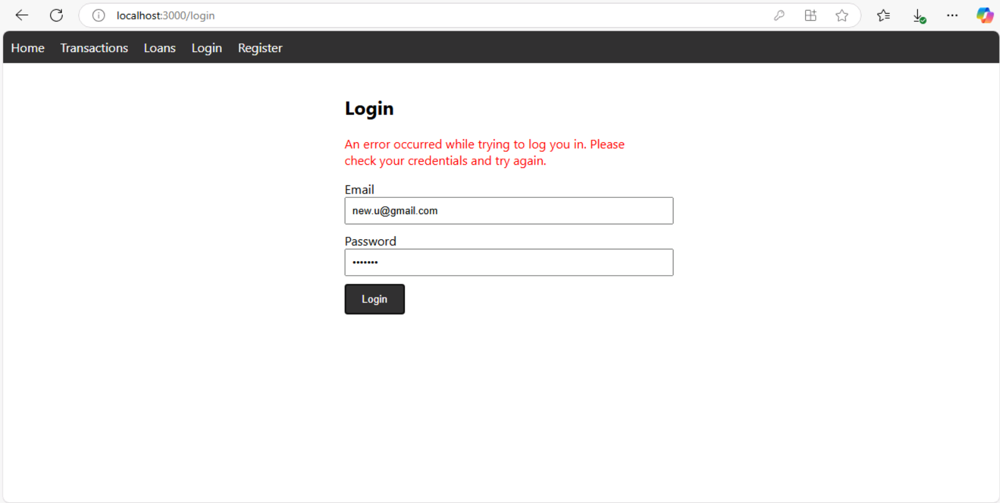 localhost:3000/login
Home Transactions Loans Login Register
Login
An error occurred while trying to log you in. Please
check your credentials and try again.
Email
new.u@gmail.com
Password
•••••••
Login